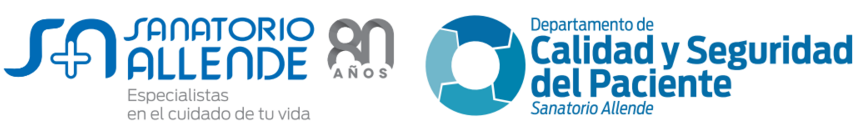 SANATORIO
ALLENDE
80
AÑOS
Especialistas
en el cuidado de tu vida
Departamento de
Calidad y Seguridad
del Paciente
Sanatorio Allende